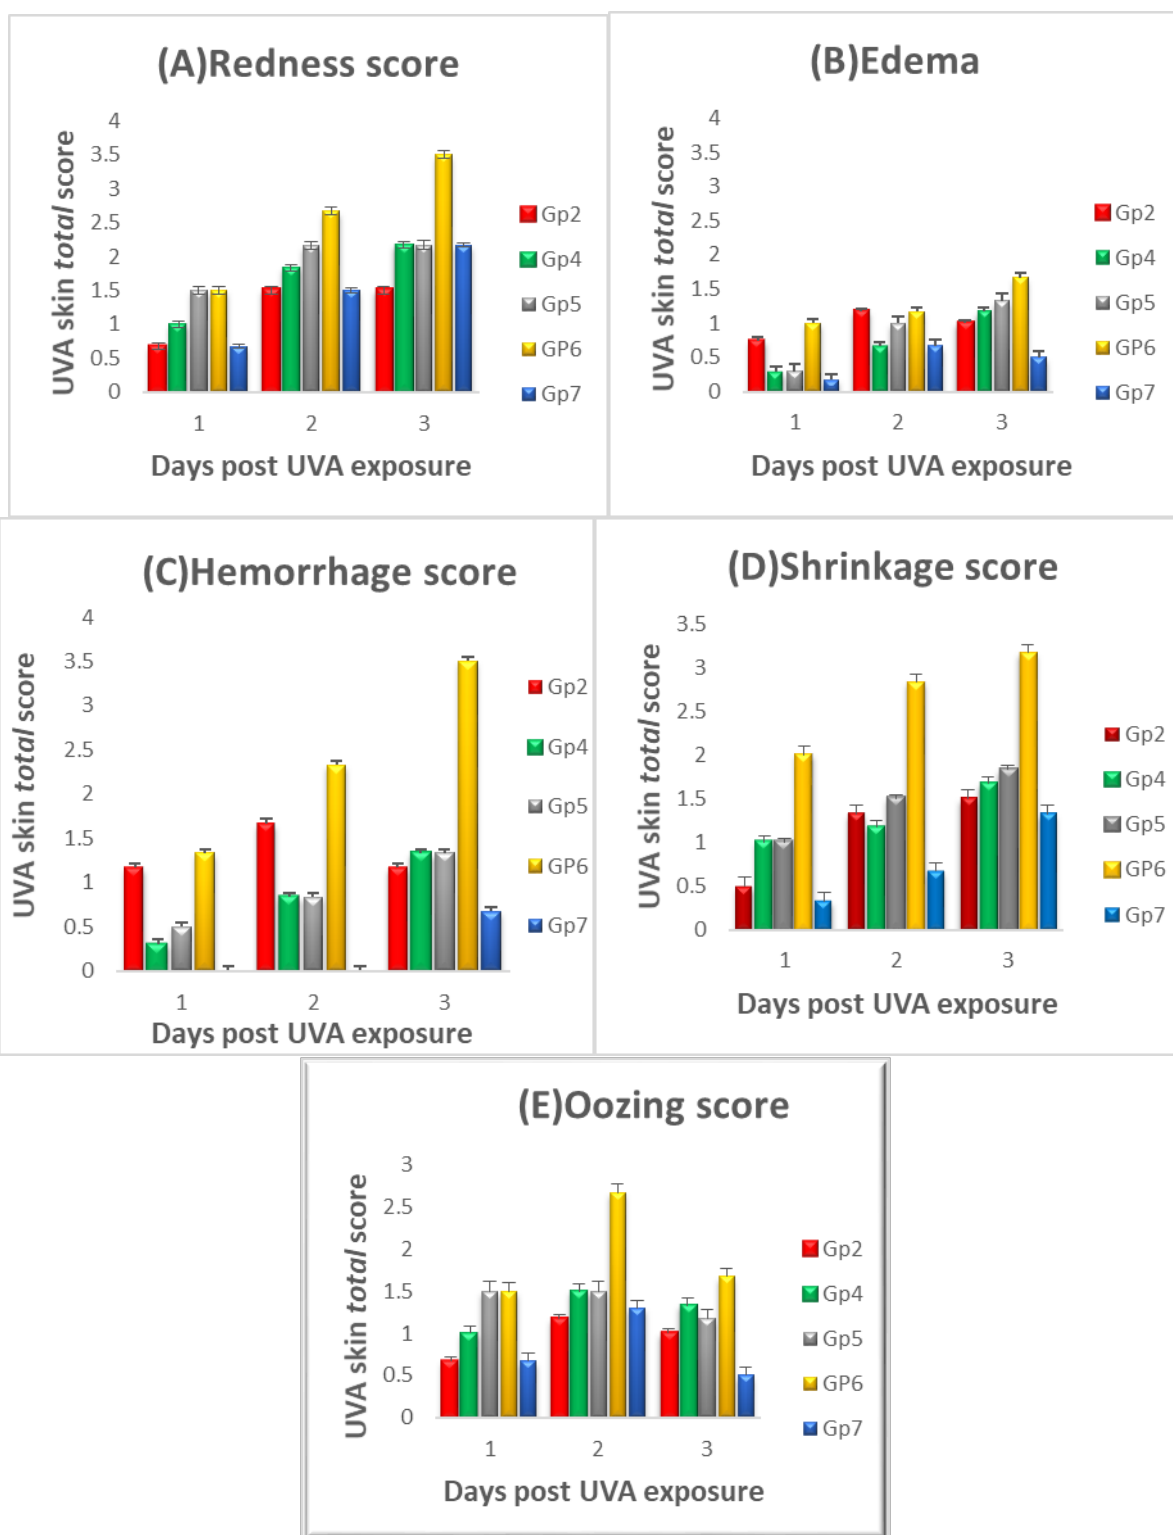 (A)Redness score
UVA skin total score
4
3.5
3
2.5
2
1.5
1
0.5
0
1 2 3
Days post UVA exposure
Gp2
Gp4
Gp5
GP6
Gp7
(B)Edema
UVA skin total score
4
3.5
3
2.5
2
1.5
1
0.5
0
1 2 3
Days post UVA exposure
Gp2
Gp4
Gp5
GP6
Gp7
(C)Hemorrhage score
UVA skin total score
4
3.5
3
2.5
2
1.5
1
0.5
0
1 2 3
Days post UVA exposure
Gp2
Gp4
Gp5
GP6
Gp7
(D)Shrinkage score
UVA skin total score
3.5
3
2.5
2
1.5
1
0.5
0
1 2 3
Days post UVA exposure
Gp2
Gp4
Gp5
GP6
Gp7
(E)Oozing score
UVA skin total score
3
2.5
2
1.5
1
0.5
0
1 2 3
Days post UVA exposure
Gp2
Gp4
Gp5
GP6
Gp7